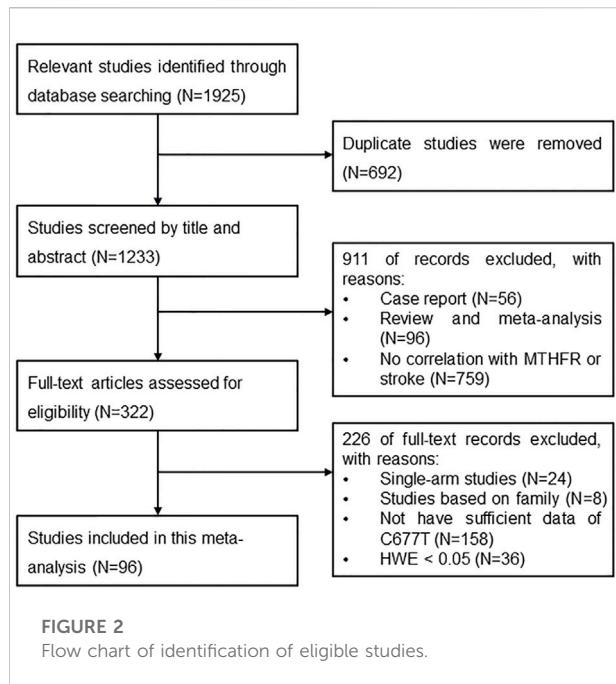 Relevant studies identified through
database searching (N=1925)
Duplicate studies were removed
(N=692)
Studies screened by title and
abstract (N=1233)
911 of records excluded, with
reasons:
• Case report (N=56)
• Review and meta-analysis
(N=96)
• No correlation with MTHFR or
stroke (N=759)
Full-text articles assessed for
eligibility (N=322)
226 of full-text records excluded,
with reasons:
• Single-arm studies (N=24)
• Studies based on family (N=8)
• Not have sufficient data of
C677T (N=158)
• HWE < 0.05 (N=36)
Studies included in this meta-
analysis (N=96)
FIGURE 2
Flow chart of identification of eligible studies.